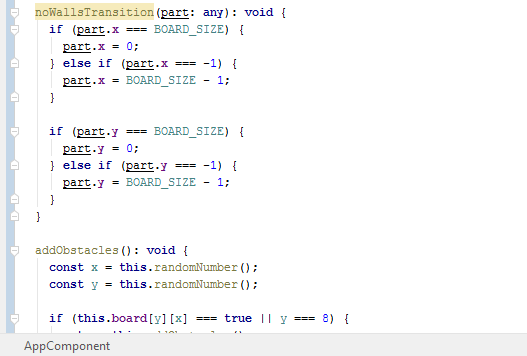 noWallsTransition(part: any): void {
if (part.x === BOARD_SIZE) {
part.x = 0;
} else if (part.x === -1) {
part.x = BOARD_SIZE - 1;
}
if (part.y === BOARD_SIZE) {
part.y = 0;
} else if (part.y === -1) {
part.y = BOARD_SIZE - 1;
}
}
addObstacles(): void {
const x = this.randomNumber();
const y = this.randomNumber();
if (this.board[y][x] === true || y === 8) {
AppComponent